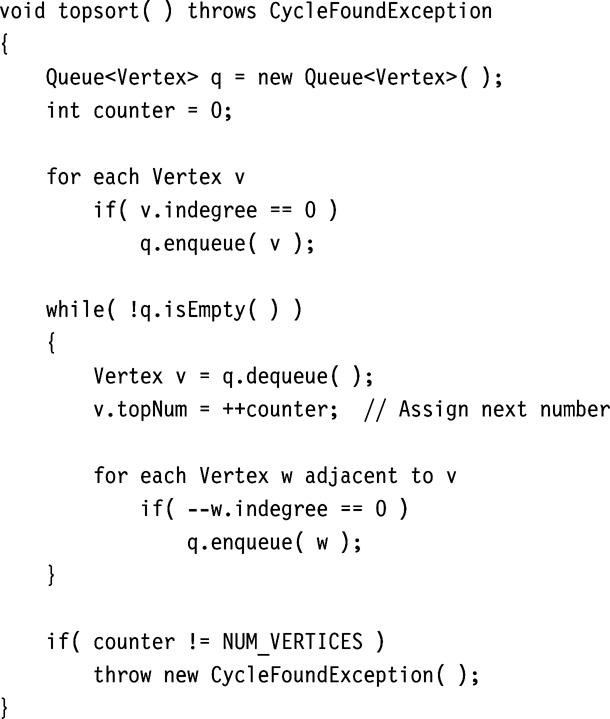 void topsort( ) throws CycleFoundException
{
    Queue<Vertex> q = new Queue<Vertex>( );
    int counter = 0;

    for each Vertex v
        if( v.indegree == 0 )
            q.enqueue( v );

    while( !q.isEmpty( ) )
    {
        Vertex v = q.dequeue( );
        v.topNum = ++counter;  // Assign next number

        for each Vertex w adjacent to v
            if( --w.indegree == 0 )
                q.enqueue( w );
    }

    if( counter != NUM_VERTICES )
        throw new CycleFoundException( );
}